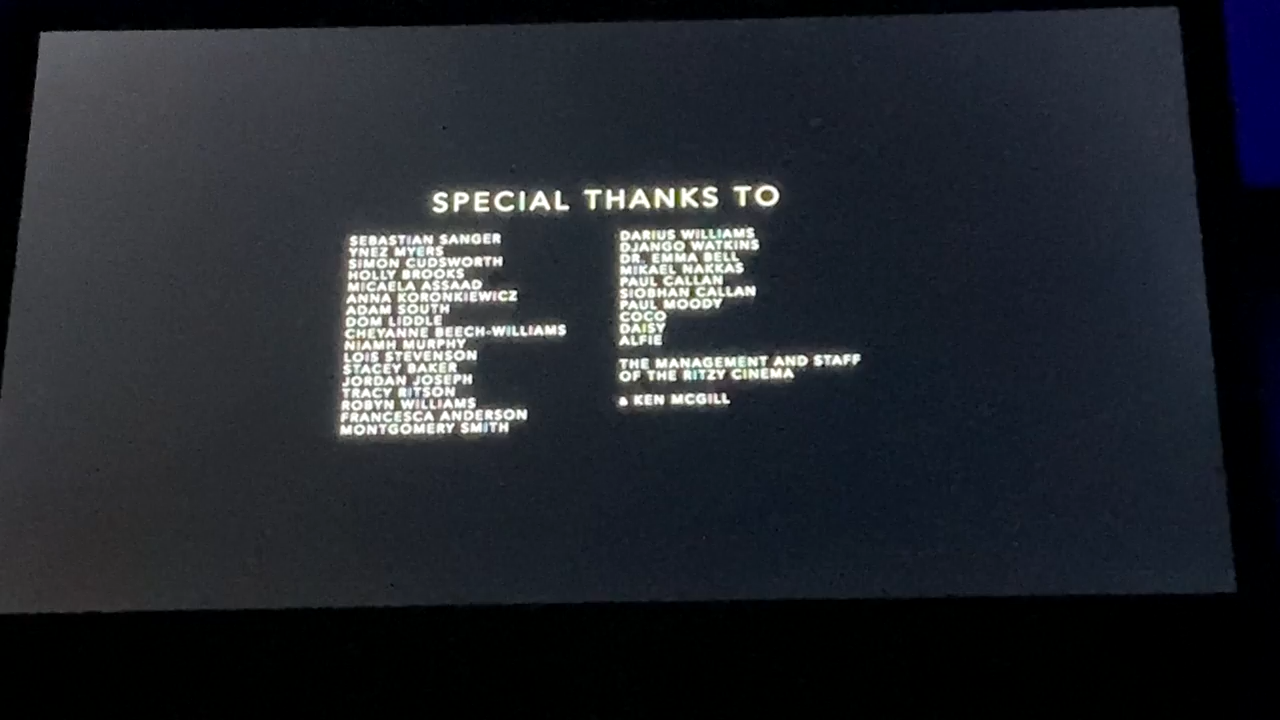 SPECIAL THANKS TO
SEBASTIAN SANGER
YNEZ MYERS
SIMON CUDSWORTH
HOLLY BROOKS
MICAELA ASSAAD
ANNA KORONKIEWICZ
ADAM SOUTH
DOM LIDDLE
CHEYANNE BEECH-WILLIAMS
NIAMH MURPHY
LOIS STEVENSON
STACEY BAKER
JORDAN JOSEPH
TRACY RITSON
ROBYN WILLIAMS
FRANCESCA ANDERSON
MONTGOMERY SMITH
DARIUS WILLIAMS
DJANGO WATKINS
DR. EMMA BELL
MIKAEL NAKKAS
PAUL CALLAN
SIOBHAN CALLAN
PAUL MOODY
COCO
DAISY
ALFIE
THE MANAGEMENT AND STAFF
OF THE RITZY CINEMA
& KEN MCGILL